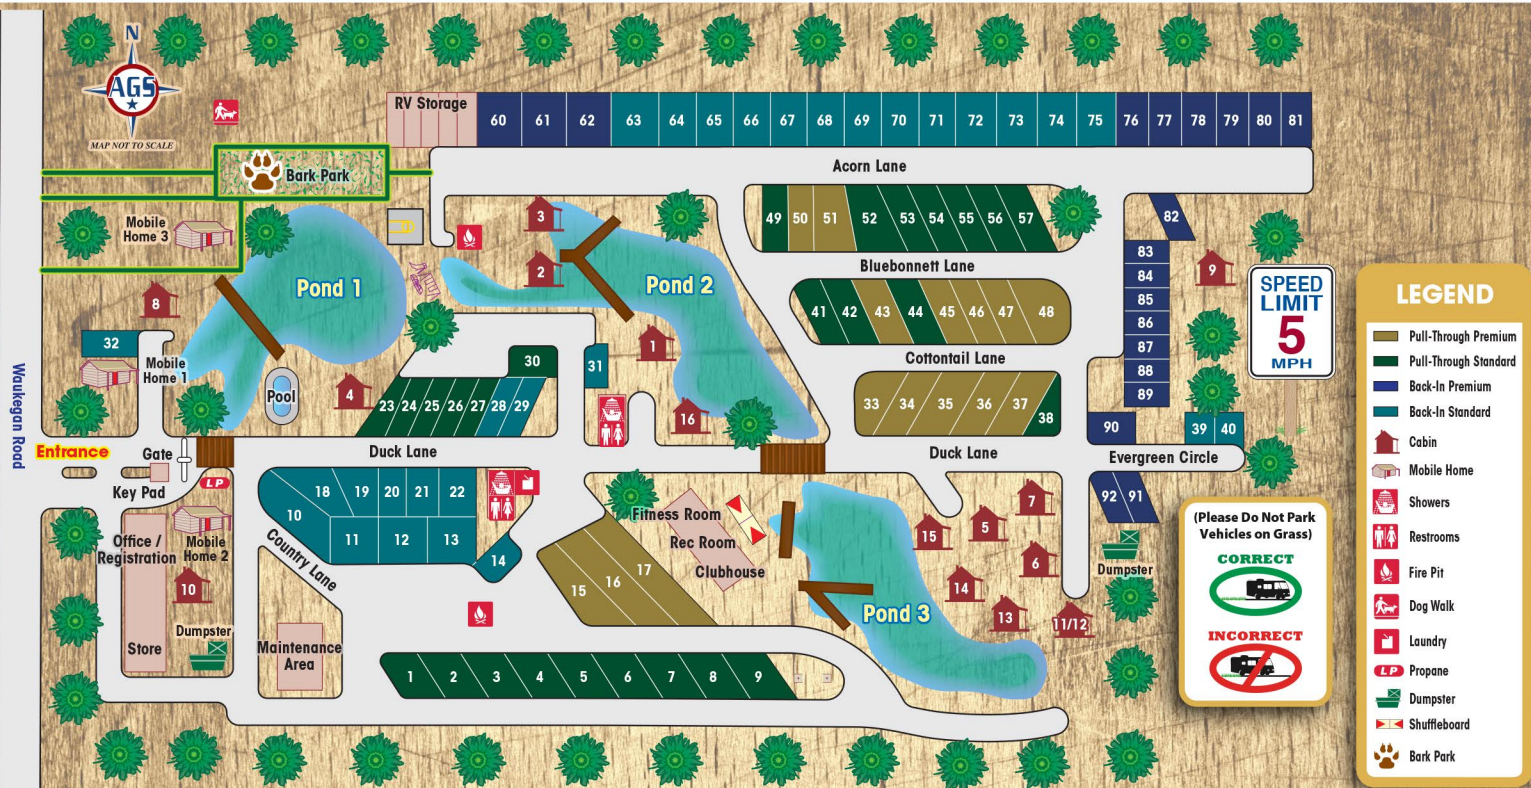 N
AGS
MAP NOT TO SCALE
RV Storage
60 61 62 63 64 65 66 67 68 69 70 71 72 73 74 75 76 77 78 79 80 81
Acorn Lane
Bark Park
Mobile
Home 3
49 50 51 52 53 54 55 56 57
82
83
84
85
86
87
88
89
90
9
3
2
Pond 1
Pond 2
Bluebonnett Lane
41 42 43 44 45 46 47 48
Cottontail Lane
33 34 35 36 37 38
8
32
Mobile
Home 1
Pool
4
30
23 24 25 26 27 28 29
31
1
16
39 40
SPEED
LIMIT
5
MPH
Waukegan Road
Entrance
Gate
Key Pad
LP
Duck Lane
Duck Lane
Evergreen Circle
92 91
Dumpster
Office /
Registration
Mobile
Home 2
10
Store
Dumpster
Maintenance
Area
Country Lane
18 19 20 21 22
10
11 12 13
14
15 16 17
Fitness Room
Rec Room
Clubhouse
Pond 3
7
5
15
6
14
13
11/12
1 2 3 4 5 6 7 8 9
(Please Do Not Park
Vehicles on Grass)
CORRECT
INCORRECT
LEGEND
Pull-Through Premium
Pull-Through Standard
Back-In Premium
Back-In Standard
Cabin
Mobile Home
Showers
Restrooms
Fire Pit
Dog Walk
Laundry
LP Propane
Dumpster
Shuffleboard
Bark Park